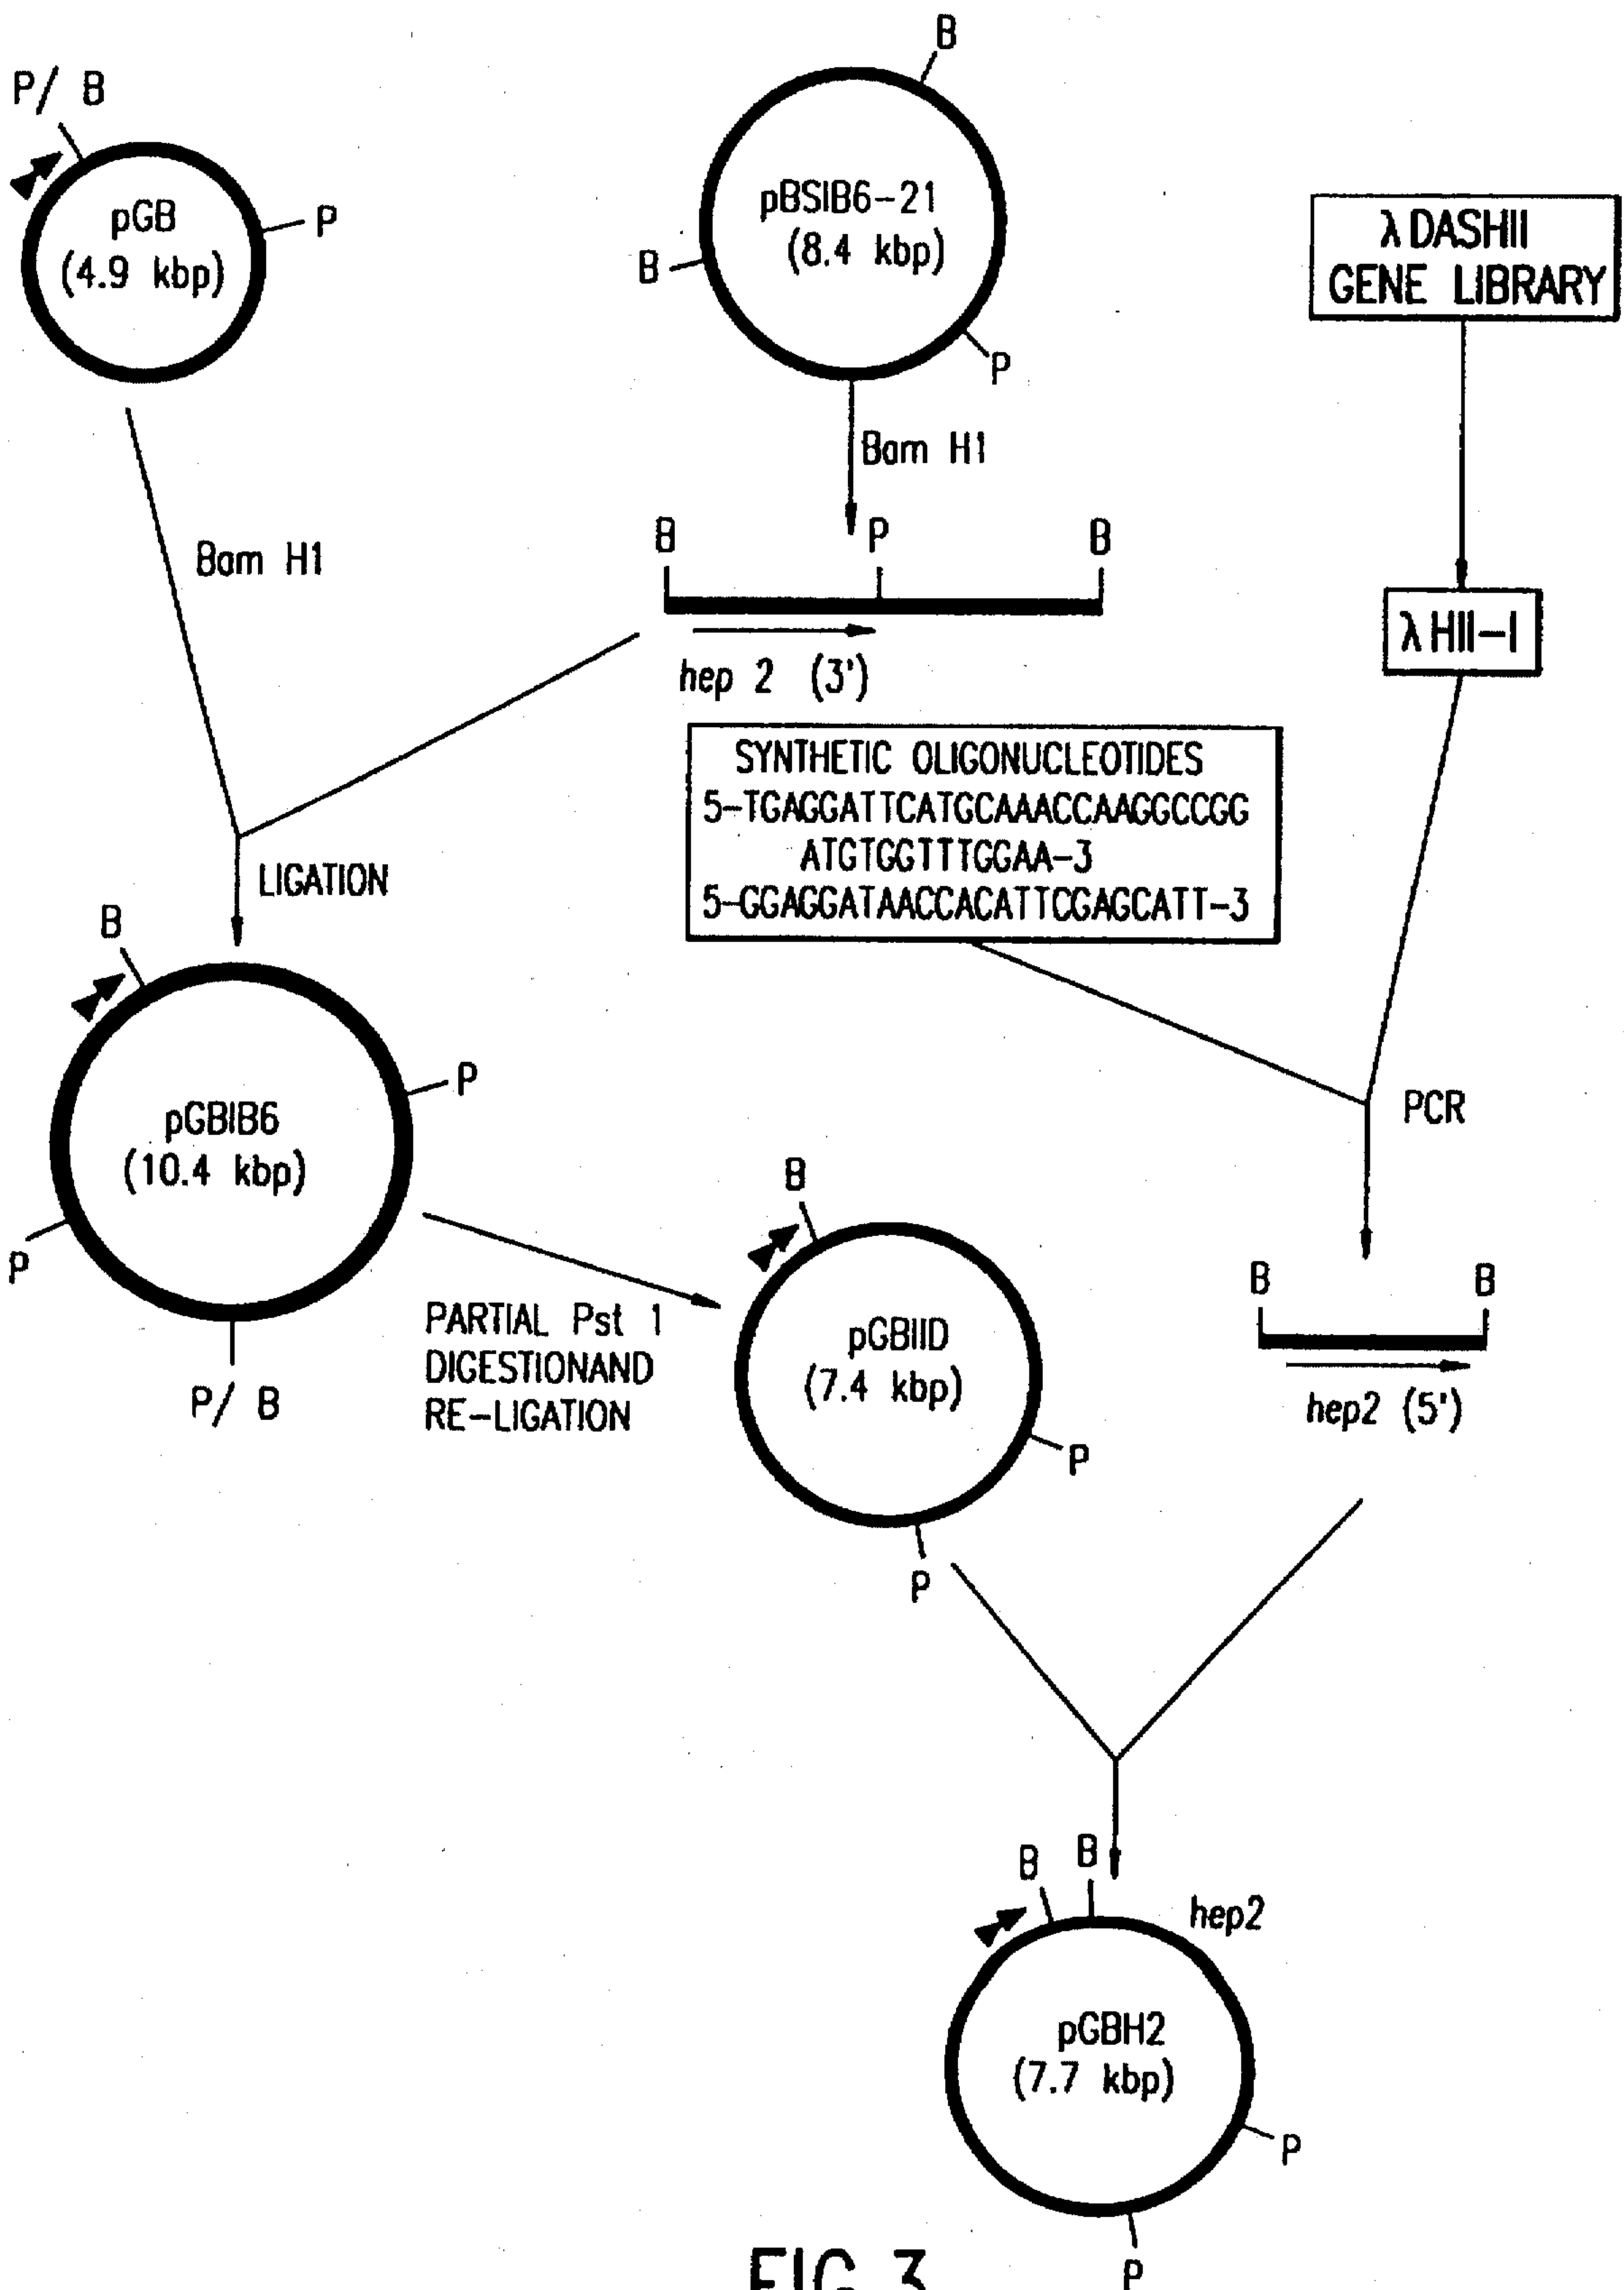 P/ B
pGB
(4.9 kbp)
P
B
pBSIB6-21
(8.4 kbp)
B
P
λ DASHII
GENE LIBRARY
Bam H1
Bam H1
B P B
hep 2 (3')
λ HII-I
SYNTHETIC OLIGONUCLEOTIDES
5-TGAGGATTCATGCAAACCAAGGCCGG
ATGTGGTTTGGAA-3
5-GGAGGATAACCACATTCGAGCATT-3
LIGATION
PCR
B
P
pGBIB6
(10.4 kbp)
P
P/ B
PARTIAL Pst 1
DIGESTIONAND
RE-LIGATION
B
pGBIID
(7.4 kbp)
P
P
B B
hep2 (5')
B B
hep2
pGBH2
(7.7 kbp)
P
P
FIG. 3